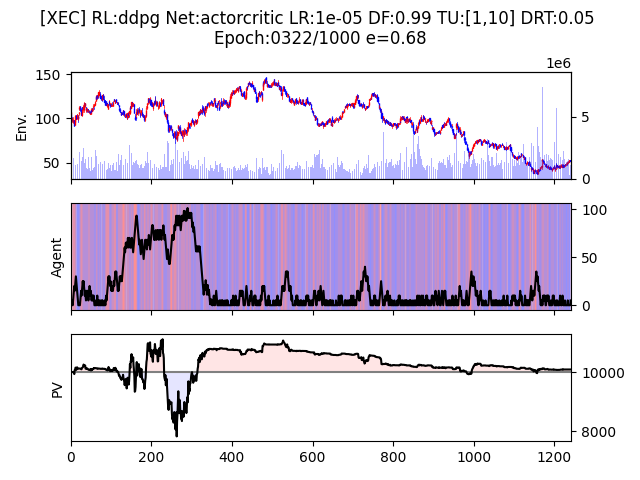 [XEC] RL:ddpg Net:actorcritic LR:1e-05 DF:0.99 TU:[1,10] DRT:0.05
Epoch:0322/1000 e=0.68
1e6
150
100
50
Env.
5
0
Agent
100
50
0
PV
10000
8000
0 200 400 600 800 1000 1200